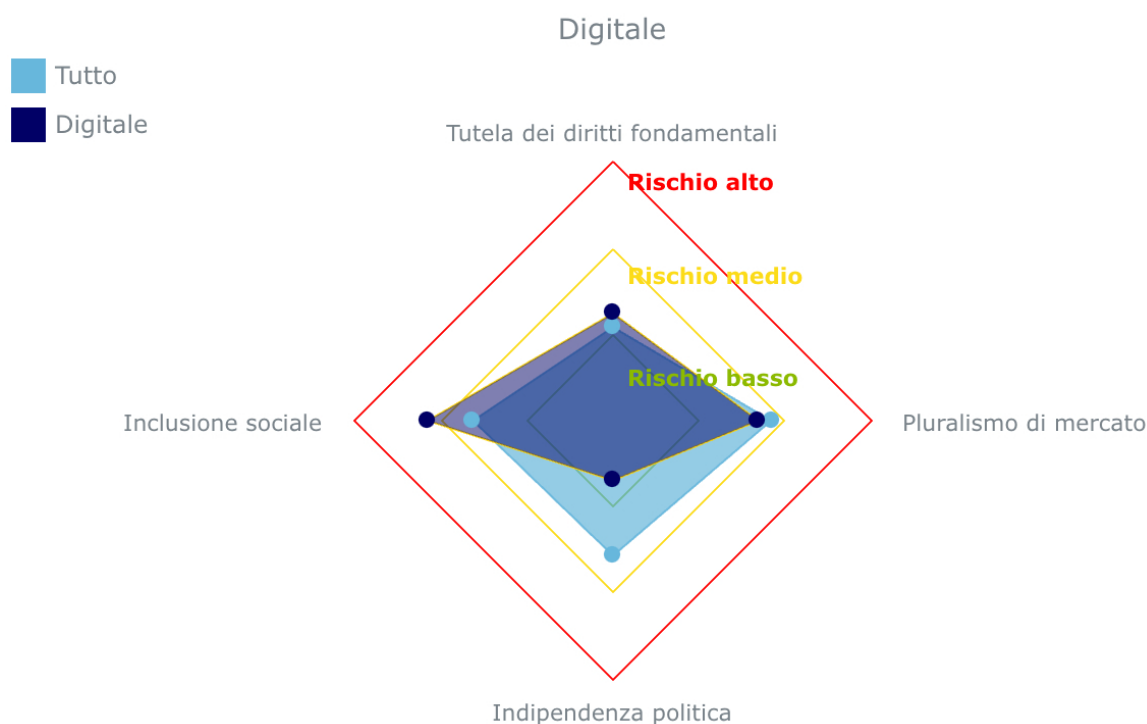 Digitale
Tutto
Digitale
Tutela dei diritti fondamentali
Rischio alto
Rischio medio
Rischio basso
Inclusione sociale
Pluralismo di mercato
Indipendenza politica